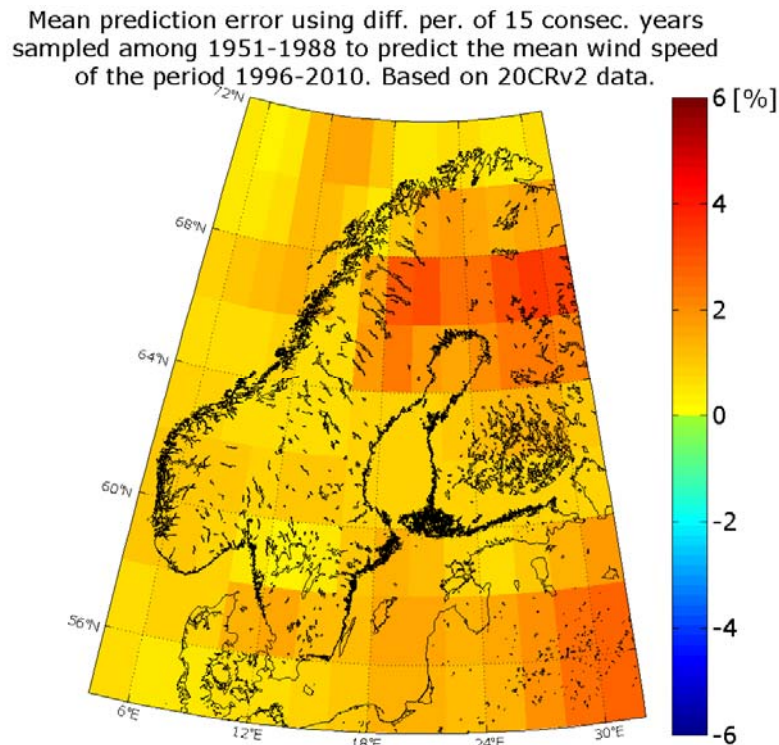 Mean prediction error using diff. per. of 15 consec. years
sampled among 1951-1988 to predict the mean wind speed
of the period 1996-2010. Based on 20CRv2 data.
72°N
6 [%]
68°N
4
2
64°N
0
60°N
-2
56°N
-4
6°E
12°E
18°E
24°E
30°E
-6